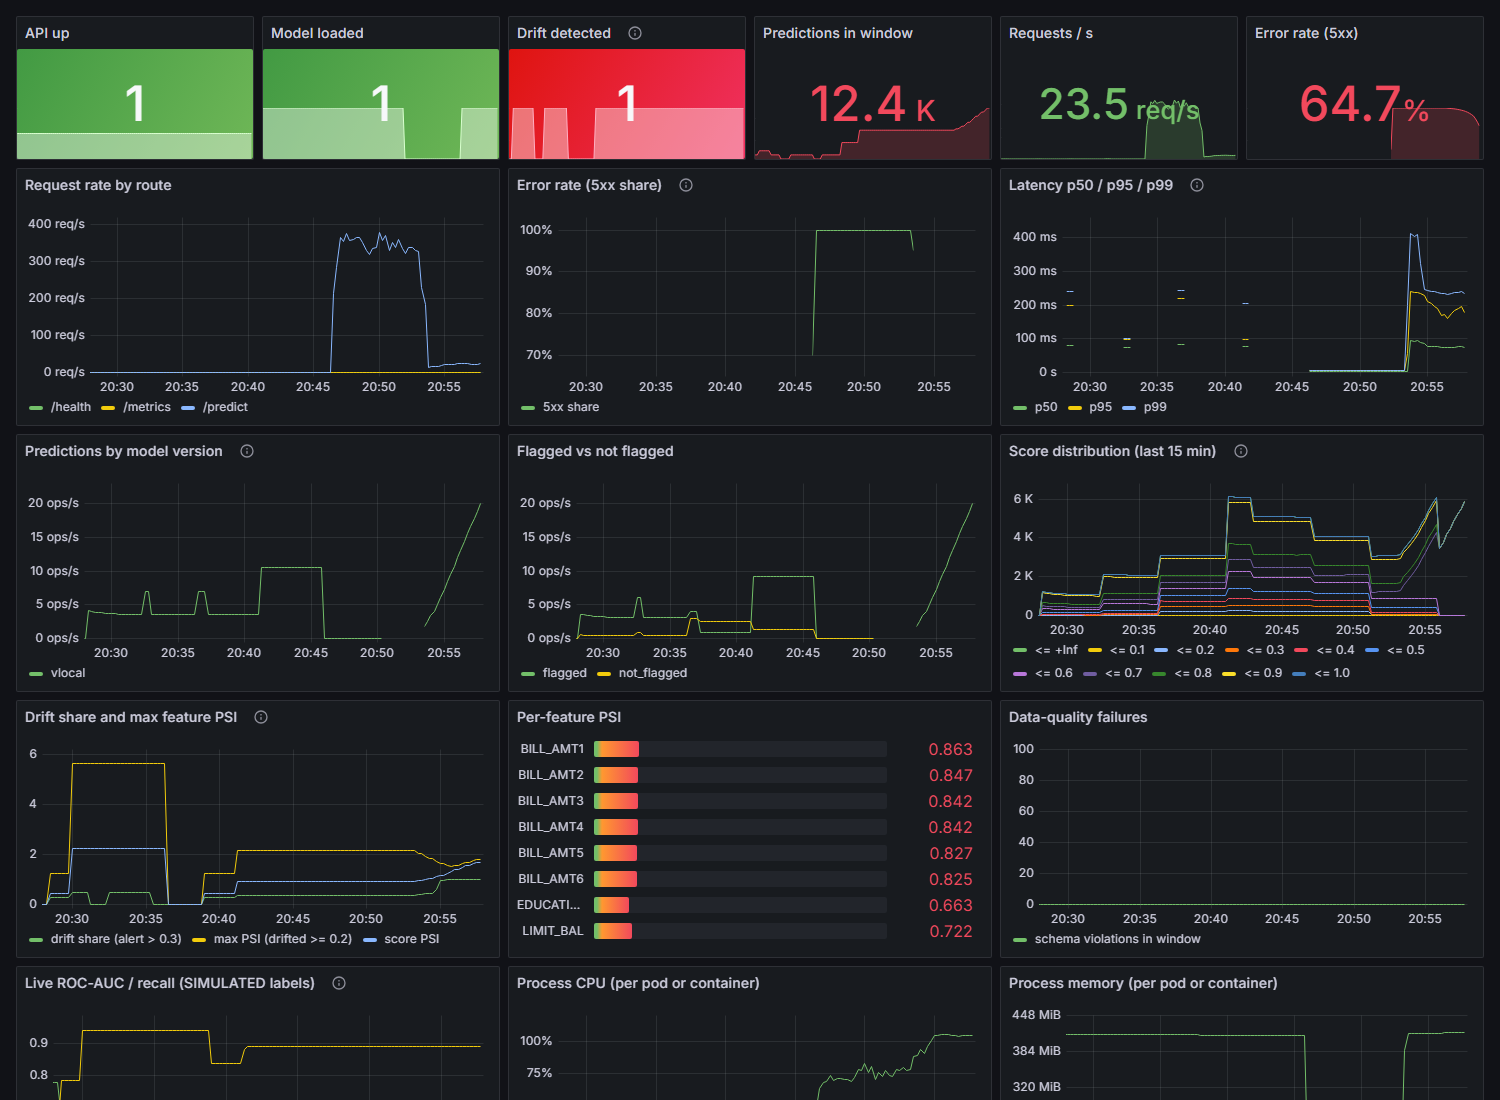 API up
Model loaded
Drift detected
Predictions in window
Requests / s
Error rate (5xx)
1
1
1
12.4 K
23.5 req/s
64.7%
Request rate by route
400 req/s
300 req/s
200 req/s
100 req/s
0 req/s
20:30 20:35 20:40 20:45 20:50 20:55
/health /metrics /predict
Error rate (5xx share)
100%
90%
80%
70%
20:30 20:35 20:40 20:45 20:50 20:55
5xx share
Latency p50 / p95 / p99
400 ms
300 ms
200 ms
100 ms
0 s
20:30 20:35 20:40 20:45 20:50 20:55
p50 p95 p99
Predictions by model version
20 ops/s
15 ops/s
10 ops/s
5 ops/s
0 ops/s
20:30 20:35 20:40 20:45 20:50 20:55
vlocal
Flagged vs not flagged
20 ops/s
15 ops/s
10 ops/s
5 ops/s
0 ops/s
20:30 20:35 20:40 20:45 20:50 20:55
flagged not_flagged
Score distribution (last 15 min)
6 K
4 K
2 K
0
20:30 20:35 20:40 20:45 20:50 20:55
<= +Inf <= 0.1 <= 0.2 <= 0.3 <= 0.4 <= 0.5
<= 0.6 <= 0.7 <= 0.8 <= 0.9 <= 1.0
Drift share and max feature PSI
6
4
2
0
20:30 20:35 20:40 20:45 20:50 20:55
drift share (alert > 0.3) max PSI (drifted >= 0.2) score PSI
Per-feature PSI
BILL_AMT1 0.863
BILL_AMT2 0.847
BILL_AMT3 0.842
BILL_AMT4 0.842
BILL_AMT5 0.827
BILL_AMT6 0.825
EDUCATI... 0.663
LIMIT_BAL 0.722
Data-quality failures
100
80
60
40
20
0
20:30 20:35 20:40 20:45 20:50 20:55
schema violations in window
Live ROC-AUC / recall (SIMULATED labels)
0.9
0.8
Process CPU (per pod or container)
100%
75%
Process memory (per pod or container)
448 MiB
384 MiB
320 MiB